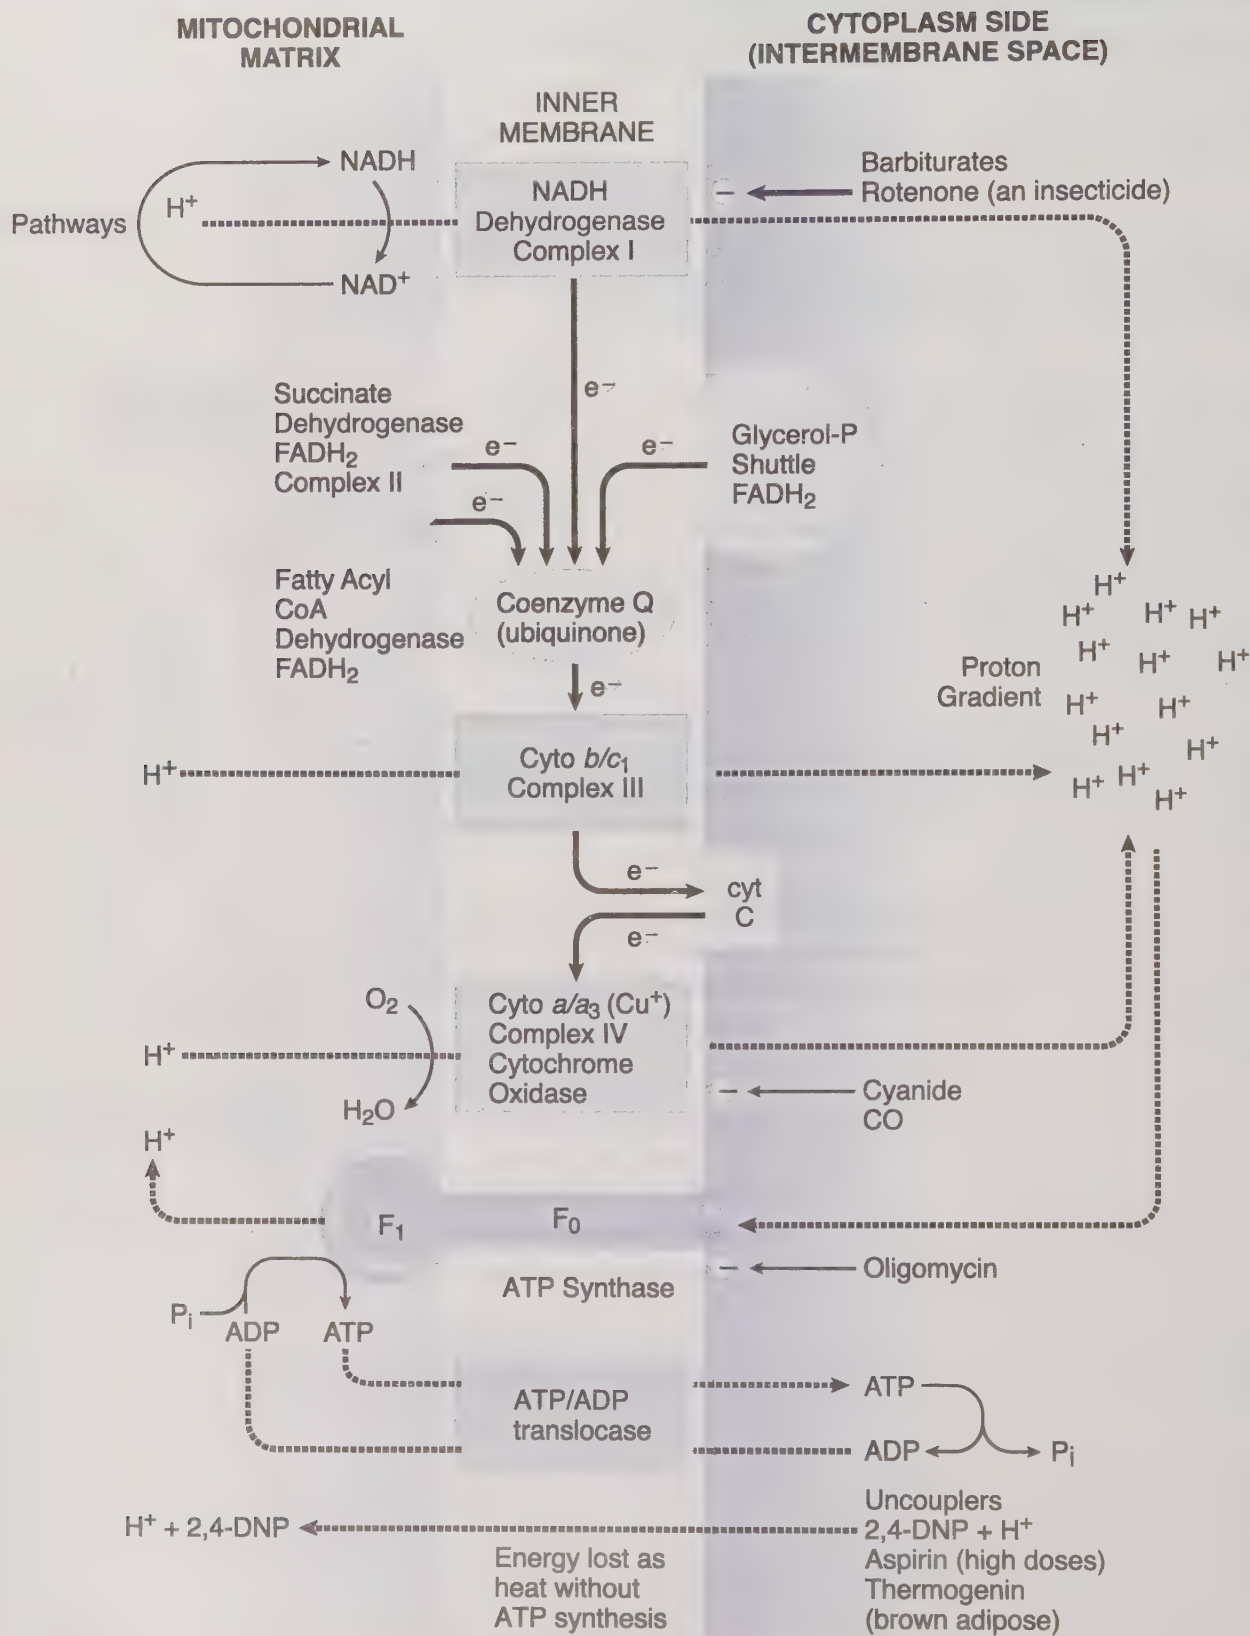 MITOCHONDRIAL
MATRIX
CYTOPLASM SIDE
(INTERMEMBRANE SPACE)
INNER
MEMBRANE
NADH
H⁺
Pathways
NAD⁺
NADH
Dehydrogenase
Complex I
−
Barbiturates
Rotenone (an insecticide)
e⁻
Succinate
Dehydrogenase
FADH₂
Complex II
e⁻
e⁻
e⁻
Glycerol-P
Shuttle
FADH₂
Fatty Acyl
CoA
Dehydrogenase
FADH₂
Coenzyme Q
(ubiquinone)
e⁻
Proton
Gradient
H⁺
H⁺ H⁺ H⁺
H⁺ H⁺ H⁺
H⁺ H⁺
H⁺ H⁺
H⁺ H⁺ H⁺
H⁺
Cyto b/c₁
Complex III
e⁻
cyt
C
e⁻
O₂
H⁺
H₂O
Cyto a/a₃ (Cu⁺)
Complex IV
Cytochrome
Oxidase
−
Cyanide
CO
H⁺
F₁
F₀
ATP Synthase
−
Oligomycin
Pᵢ
ADP
ATP
ATP/ADP
translocase
ATP
ADP
Pᵢ
H⁺ + 2,4-DNP
Energy lost as
heat without
ATP synthesis
Uncouplers
2,4-DNP + H⁺
Aspirin (high doses)
Thermogenin
(brown adipose)